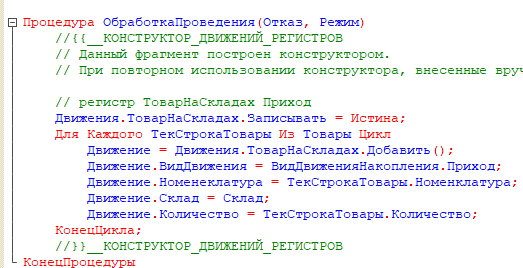 Процедура ОбработкаПроведения(Отказ, Режим)
//{{__КОНСТРУКТОР_ДВИЖЕНИЙ_РЕГИСТРОВ
// Данный фрагмент построен конструктором.
// При повторном использовании конструктора, внесенные вруч
// регистр ТоварНаСкладах Приход
Движения.ТоварНаСкладах.Записывать = Истина;
Для Каждого ТекСтрокаТовары Из Товары Цикл
Движение = Движения.ТоварНаСкладах.Добавить();
Движение.ВидДвижения = ВидДвиженияНакопления.Приход;
Движение.Номенеклатура = ТекСтрокаТовары.Номенклатура;
Движение.Склад = Склад;
Движение.Количество = ТекСтрокаТовары.Количество;
КонецЦикла;
//}}__КОНСТРУКТОР_ДВИЖЕНИЙ_РЕГИСТРОВ
КонецПроцедуры